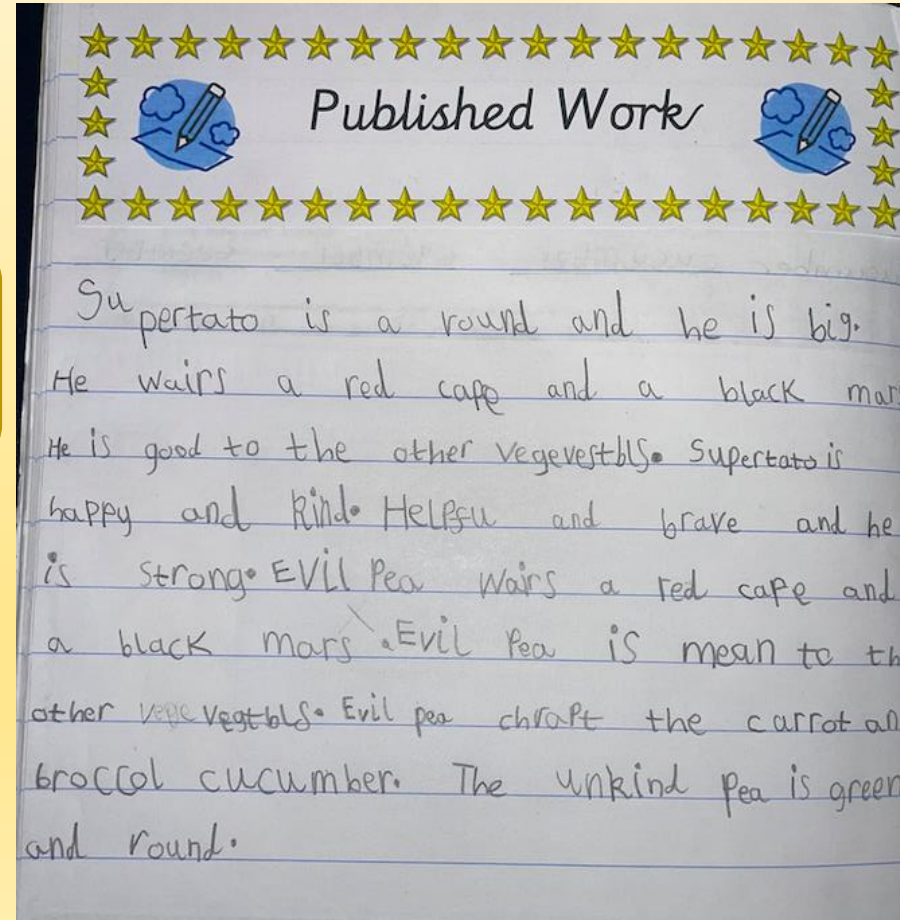 Published Work
Supertato is a round and he is big.
He wairs a red cape and a black mars
He is good to the other vegevestbls. Supertato is
happy and kind. Helpfu and brave and he
is strong. EVil Pea wairs a red cape and
a black mars. Evil Pea is mean to th
other vege vegtbls. Evil pea chrapt the carrot an
broccol cucumber. The unkind Pea is green
and round.